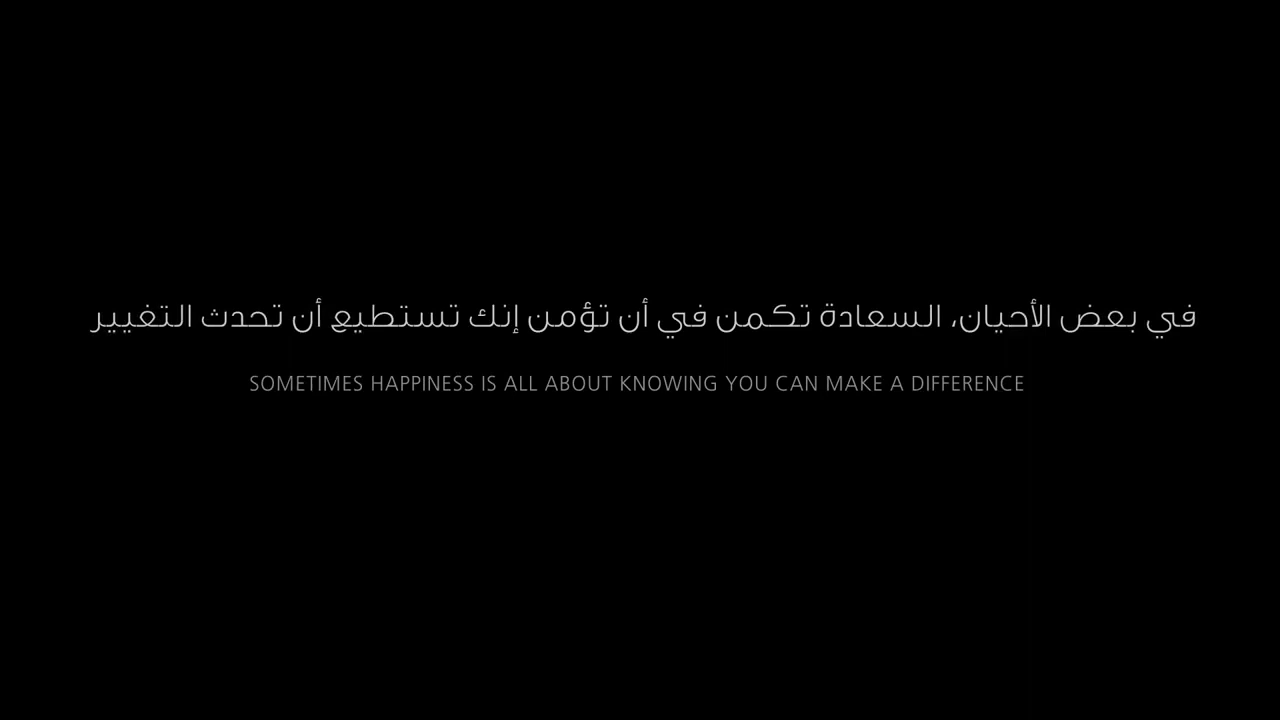 في بعض الأحيان، السعادة تكمن في أن تؤمن إنك تستطيع أن تحدث التغيير
SOMETIMES HAPPINESS IS ALL ABOUT KNOWING YOU CAN MAKE A DIFFERENCE